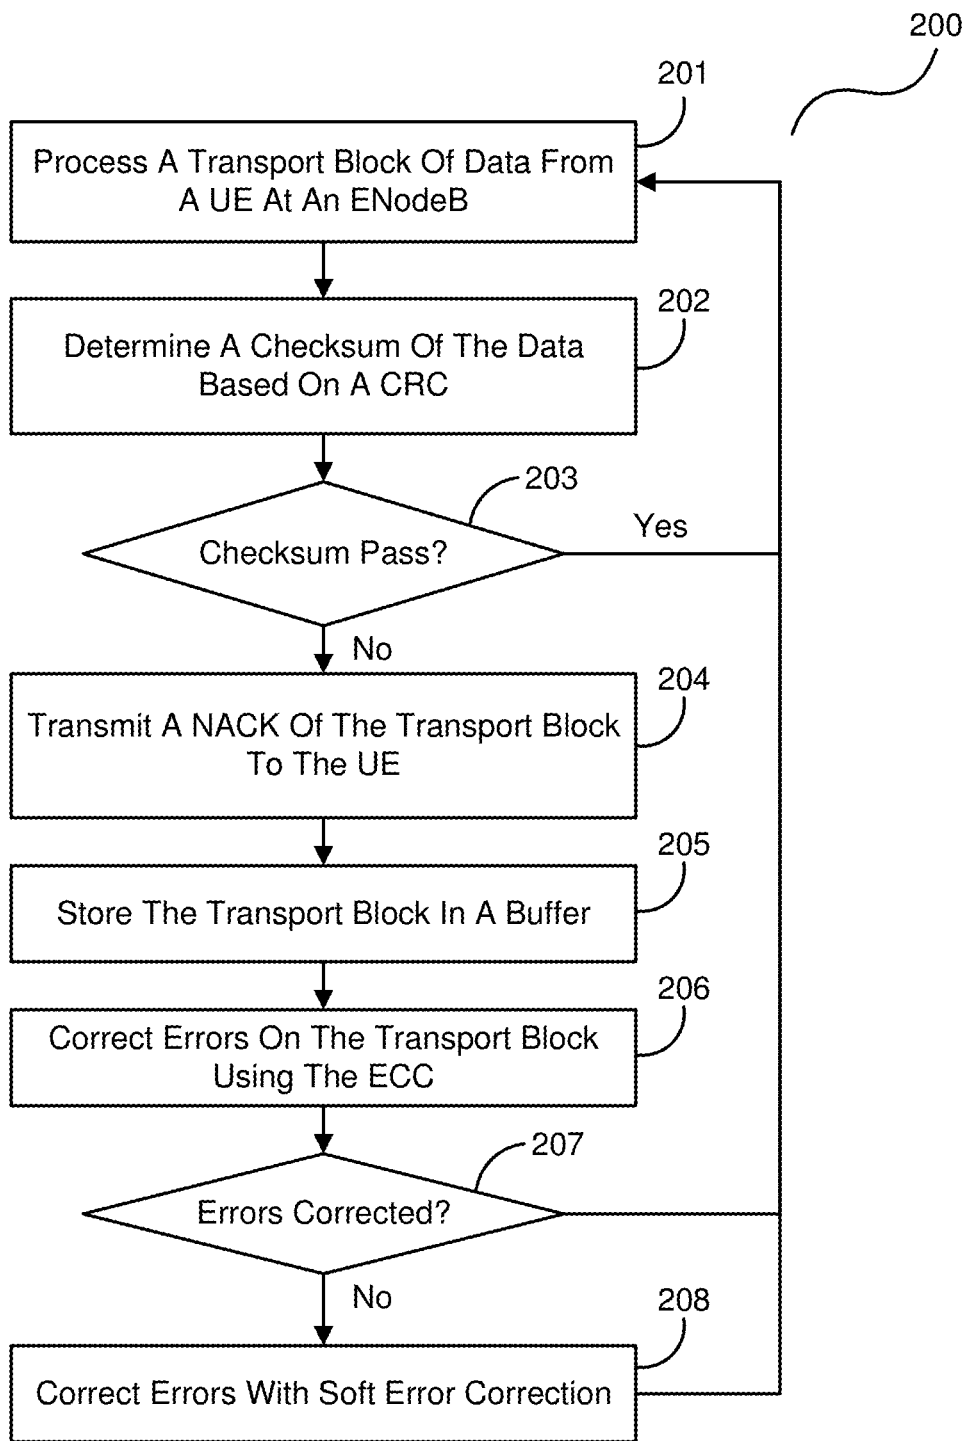 200
201
Process A Transport Block Of Data From
A UE At An ENodeB
202
Determine A Checksum Of The Data
Based On A CRC
203
Checksum Pass?
Yes
No
204
Transmit A NACK Of The Transport Block
To The UE
205
Store The Transport Block In A Buffer
206
Correct Errors On The Transport Block
Using The ECC
207
Errors Corrected?
No
208
Correct Errors With Soft Error Correction